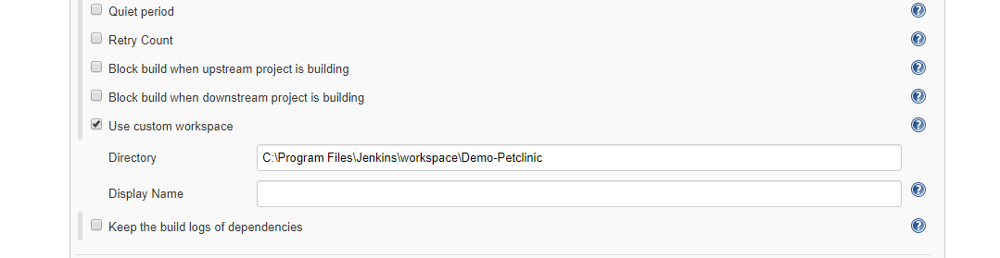 Quiet period
Retry Count
Block build when upstream project is building
Block build when downstream project is building
Use custom workspace
Directory C:\Program Files\Jenkins\workspace\Demo-Petclinic
Display Name
Keep the build logs of dependencies